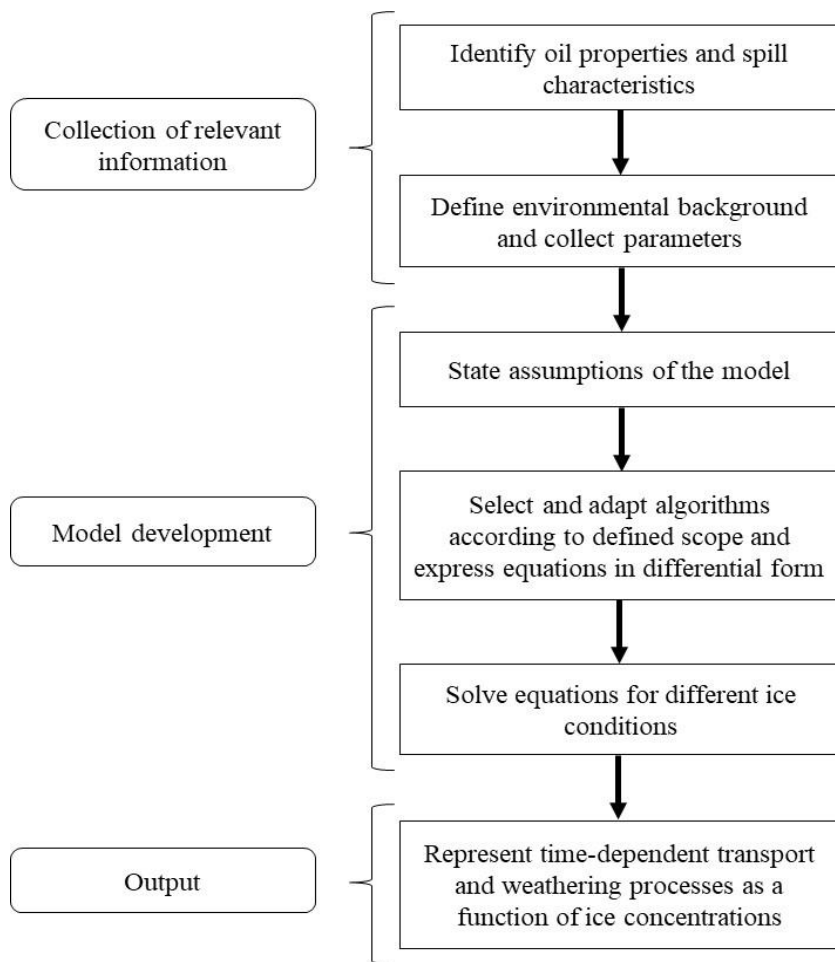 Identify oil properties and spill
characteristics
Collection of relevant
information
Define environmental background
and collect parameters
State assumptions of the model
Model development
Select and adapt algorithms
according to defined scope and
express equations in differential form
Solve equations for different ice
conditions
Output
Represent time-dependent transport
and weathering processes as a
function of ice concentrations